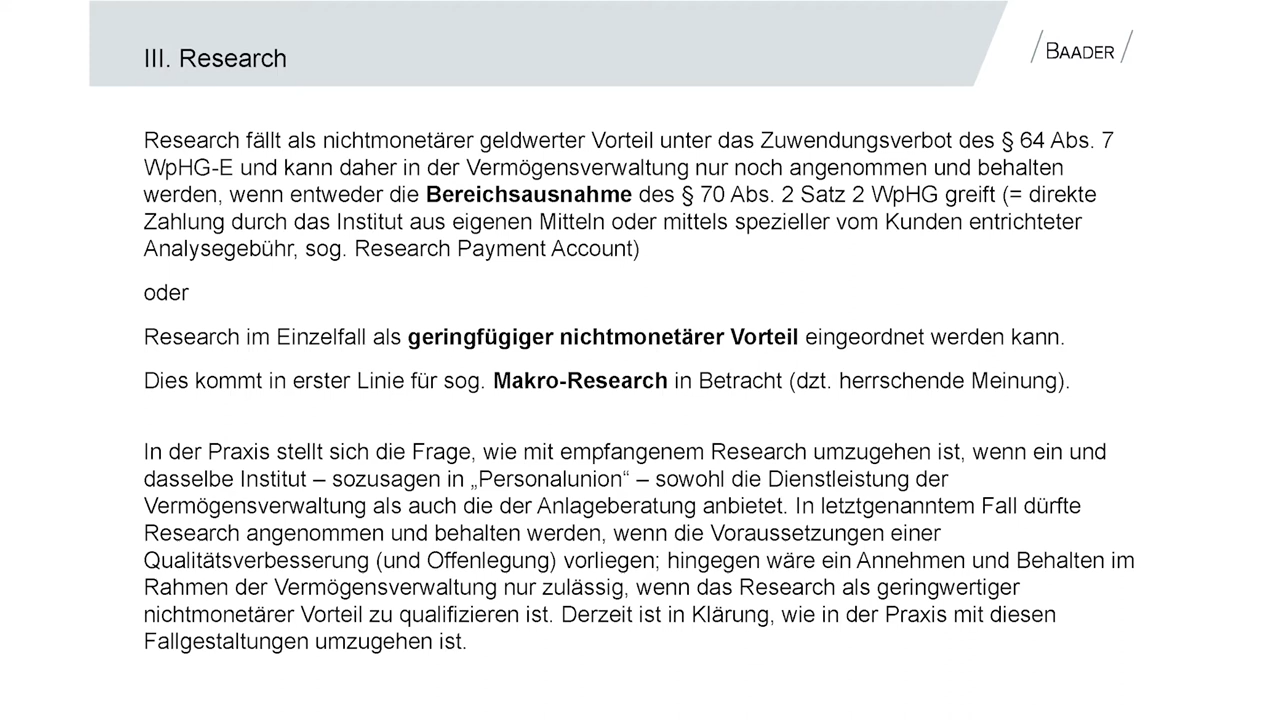 III. Research
/ BAADER /
Research fällt als nichtmonetärer geldwerter Vorteil unter das Zuwendungsverbot des § 64 Abs. 7
WpHG-E und kann daher in der Vermögensverwaltung nur noch angenommen und behalten
werden, wenn entweder die Bereichsausnahme des § 70 Abs. 2 Satz 2 WpHG greift (= direkte
Zahlung durch das Institut aus eigenen Mitteln oder mittels spezieller vom Kunden entrichteter
Analysegebühr, sog. Research Payment Account)
oder
Research im Einzelfall als geringfügiger nichtmonetärer Vorteil eingeordnet werden kann.
Dies kommt in erster Linie für sog. Makro-Research in Betracht (dzt. herrschende Meinung).
In der Praxis stellt sich die Frage, wie mit empfangenem Research umzugehen ist, wenn ein und
dasselbe Institut – sozusagen in „Personalunion“ – sowohl die Dienstleistung der
Vermögensverwaltung als auch die der Anlageberatung anbietet. In letztgenanntem Fall dürfte
Research angenommen und behalten werden, wenn die Voraussetzungen einer
Qualitätsverbesserung (und Offenlegung) vorliegen; hingegen wäre ein Annehmen und Behalten im
Rahmen der Vermögensverwaltung nur zulässig, wenn das Research als geringwertiger
nichtmonetärer Vorteil zu qualifizieren ist. Derzeit ist in Klärung, wie in der Praxis mit diesen
Fallgestaltungen umzugehen ist.